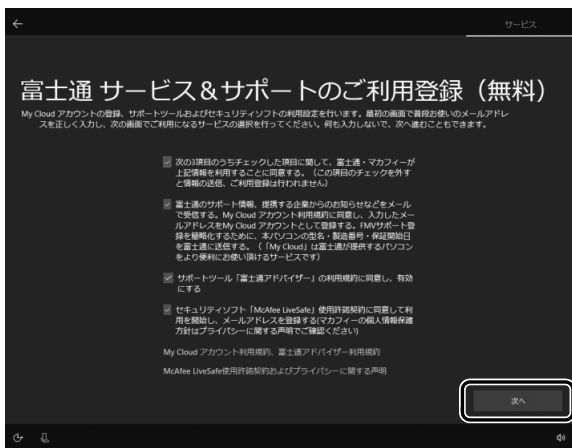 サービス
富士通 サービス＆サポートのご利用登録（無料）
My Cloud アカウントの登録、サポートツールおよびセキュリティソフトの利用設定を行います。最初の画面で普段お使いのメールアドレ
スを正しく入力し、次の画面でご利用になるサービスの選択を行ってください。何も入力しないで、次へ進むこともできます。
次の3項目のうちチェックした項目に関して、富士通・マカフィーが
上記情報を利用することに同意する。（この項目のチェックを外す
と情報の送信、ご利用登録は行われません）
富士通のサポート情報、提携する企業からのお知らせなどをメール
で受信する。My Cloud アカウント利用規約に同意し、入力したメー
ルアドレスをMy Cloud アカウントとして登録する。FMVサポート登
録を簡略化するために、本パソコンの型名・製造番号・保証開始日
を富士通に送信する。（「My Cloud」は富士通が提供するパソコン
をより便利にお使い頂けるサービスです）
サポートツール「富士通アドバイザー」の利用規約に同意し、有効
にする
セキュリティソフト「McAfee LiveSafe」使用許諾契約に同意して利
用を開始し、メールアドレスを登録する(マカフィーの個人情報保護
方針はプライバシーに関する声明でご確認ください)
My Cloud アカウント利用規約、富士通アドバイザー利用規約
McAfee LiveSafe使用許諾契約およびプライバシーに関する声明
次へ